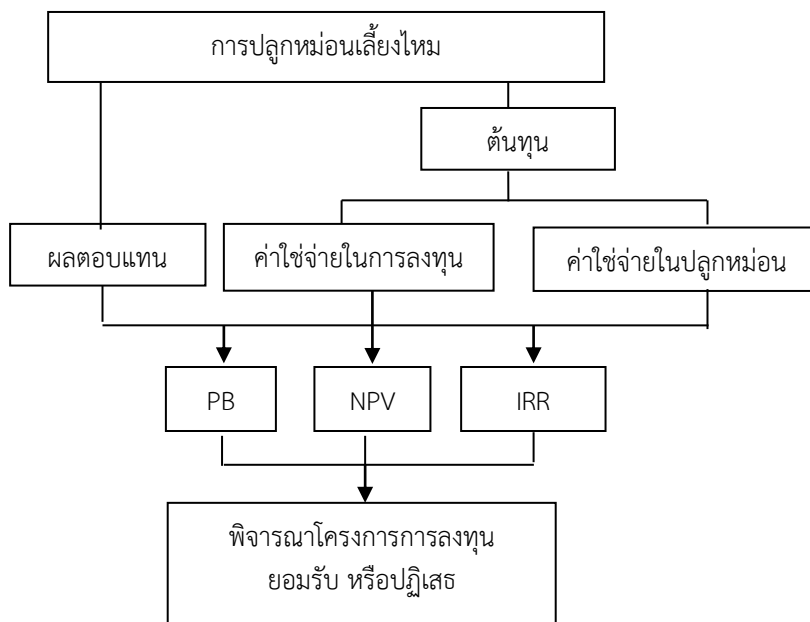 การปลูกหม่อนเลี้ยงไหม
ต้นทุน
ผลตอบแทน
ค่าใช่จ่ายในการลงทุน
ค่าใช่จ่ายในปลูกหม่อน
PB
NPV
IRR
พิจารณาโครงการการลงทุน
ยอมรับ หรือปฏิเสธ